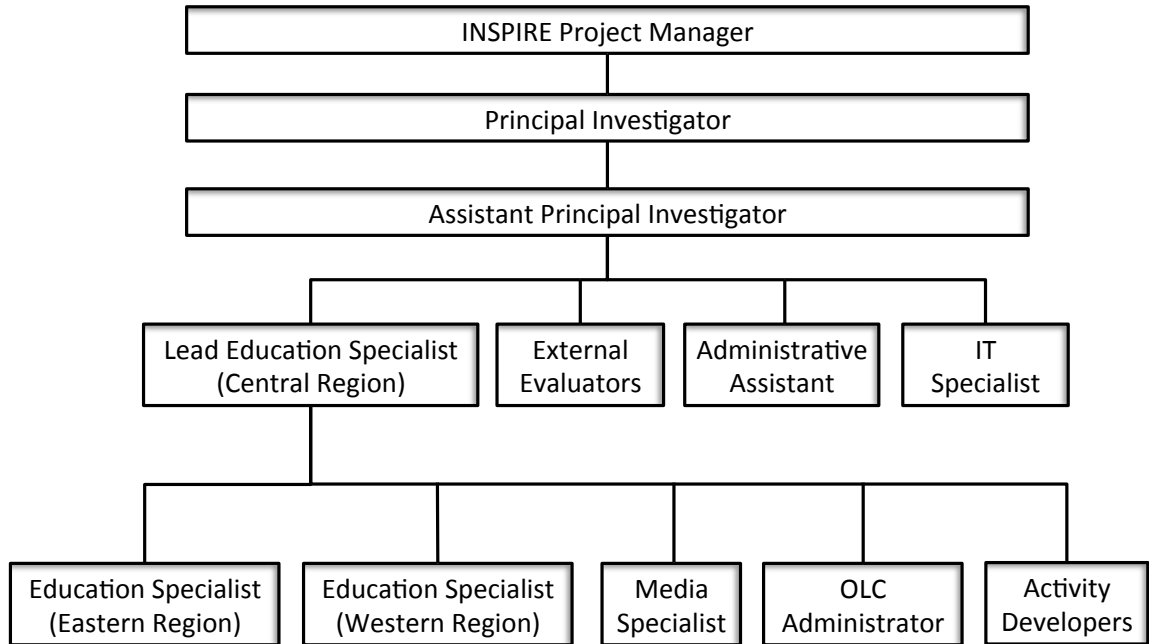 INSPIRE Project Manager
Principal Investigator
Assistant Principal Investigator
Lead Education Specialist
(Central Region)
External
Evaluators
Administrative
Assistant
IT
Specialist
Education Specialist
(Eastern Region)
Education Specialist
(Western Region)
Media
Specialist
OLC
Administrator
Activity
Developers